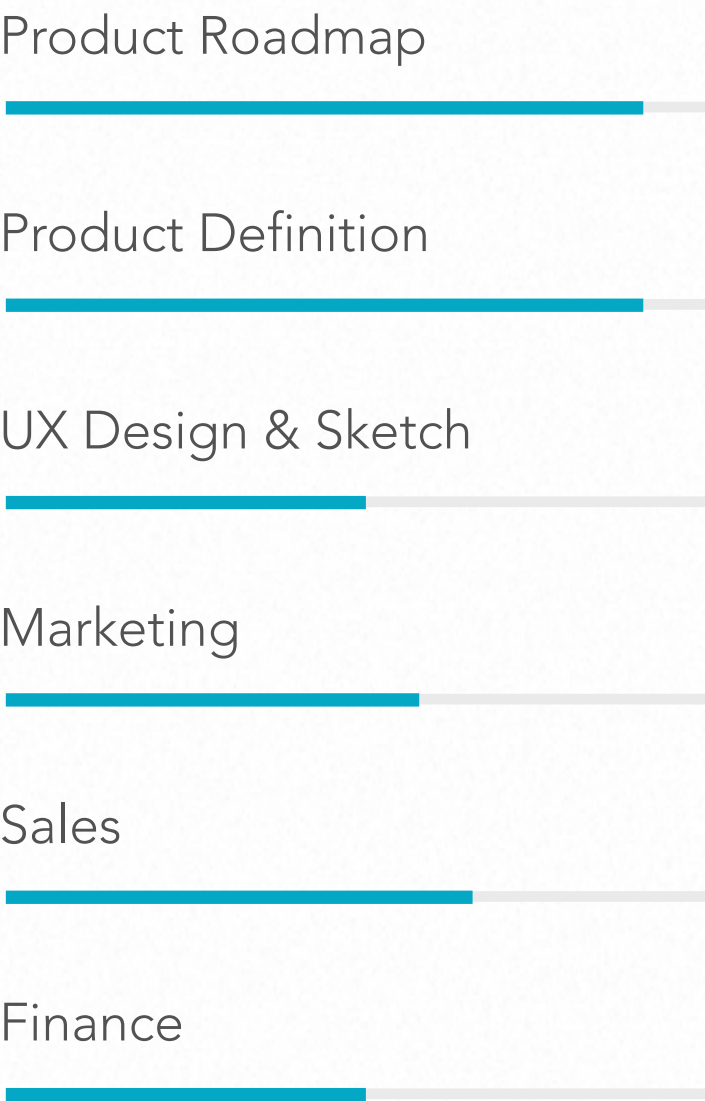 Product Roadmap
Product Definition
UX Design & Sketch
Marketing
Sales
Finance